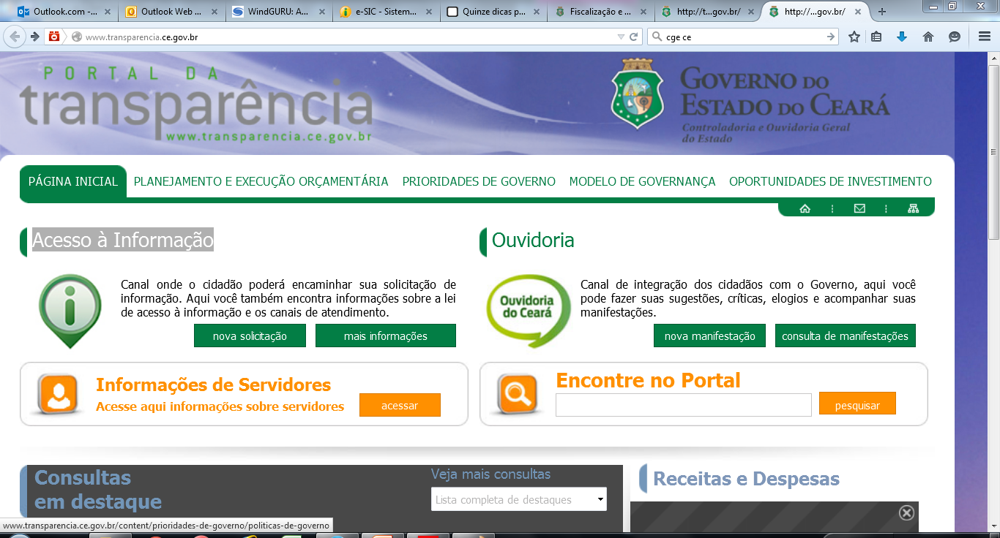 Outlook.com -...
Outlook Web ...
WindGURU: A...
e-SIC - Sistem...
Quinze dicas p...
Fiscalização e ...
http://t...gov.br/
http://...gov.br/
www.transparencia.ce.gov.br
cge ce
PORTAL DA
transparência
www.transparencia.ce.gov.br
GOVERNO DO
ESTADO DO CEARÁ
Controladoria e Ouvidoria Geral
do Estado
PÁGINA INICIAL PLANEJAMENTO E EXECUÇÃO ORÇAMENTÁRIA PRIORIDADES DE GOVERNO MODELO DE GOVERNANÇA OPORTUNIDADES DE INVESTIMENTO
Acesso à Informação
Canal onde o cidadão poderá encaminhar sua solicitação de
informação. Aqui você também encontra informações sobre a lei
de acesso à informação e os canais de atendimento.
nova solicitação
mais informações
Ouvidoria
Ouvidoria
do Ceará
Canal de integração dos cidadãos com o Governo, aqui você
pode fazer suas sugestões, críticas, elogios e acompanhar suas
manifestações.
nova manifestação
consulta de manifestações
Informações de Servidores
Acesse aqui informações sobre servidores
acessar
Encontre no Portal
pesquisar
Consultas
em destaque
Veja mais consultas
Lista completa de destaques
Receitas e Despesas
www.transparencia.ce.gov.br/content/prioridades-de-governo/politicas-de-governo